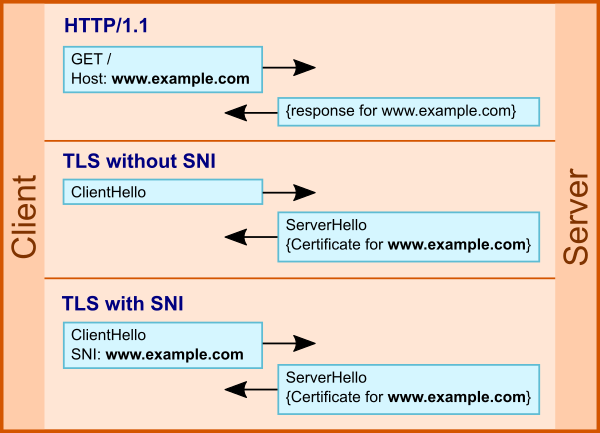 Client
HTTP/1.1
GET /
Host: www.example.com
{response for www.example.com}
TLS without SNI
ClientHello
ServerHello
{Certificate for www.example.com}
TLS with SNI
ClientHello
SNI: www.example.com
ServerHello
{Certificate for www.example.com}
Server